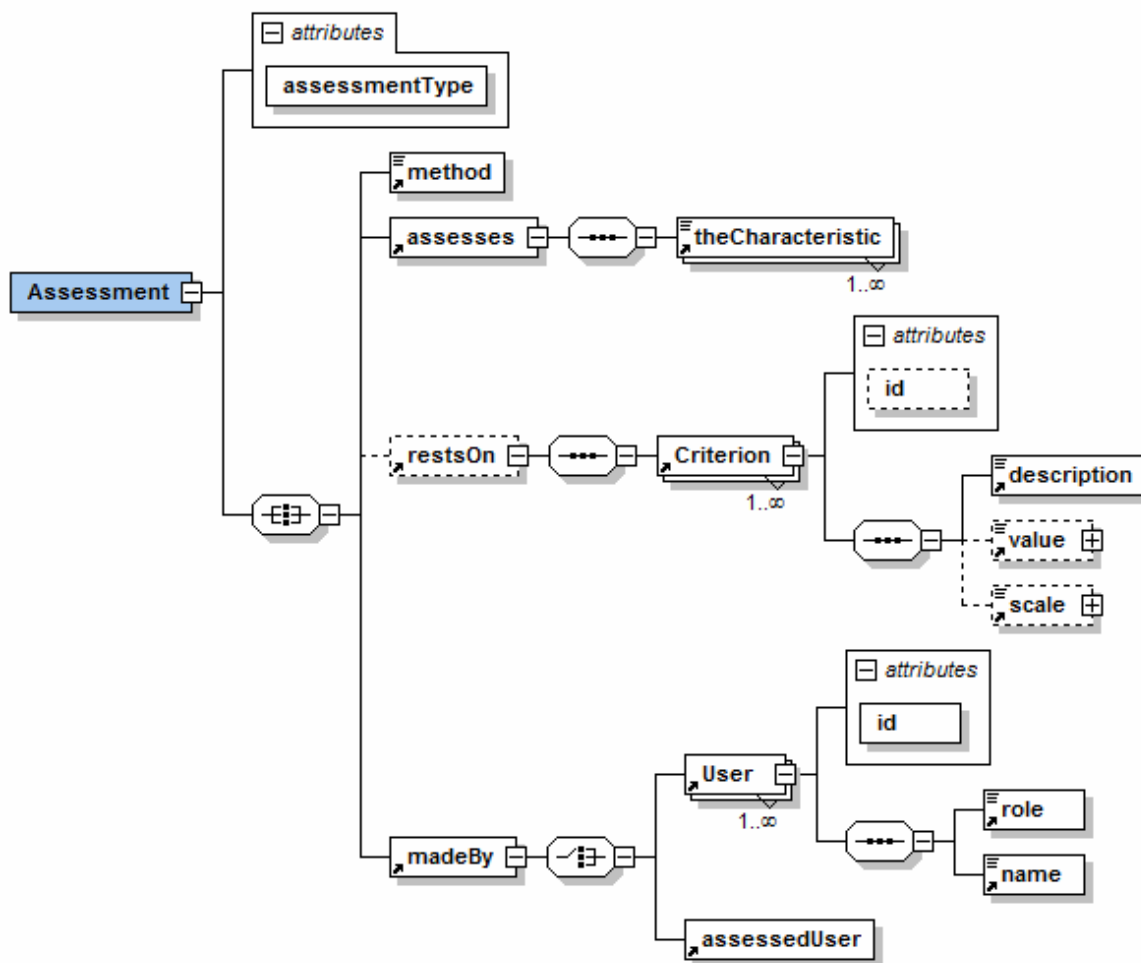 attributes
assessmentType
method
assesses
theCharacteristic
1..∞
Assessment
attributes
id
restsOn
Criterion
1..∞
description
value
scale
attributes
id
User
1..∞
role
madeBy
name
assessedUser